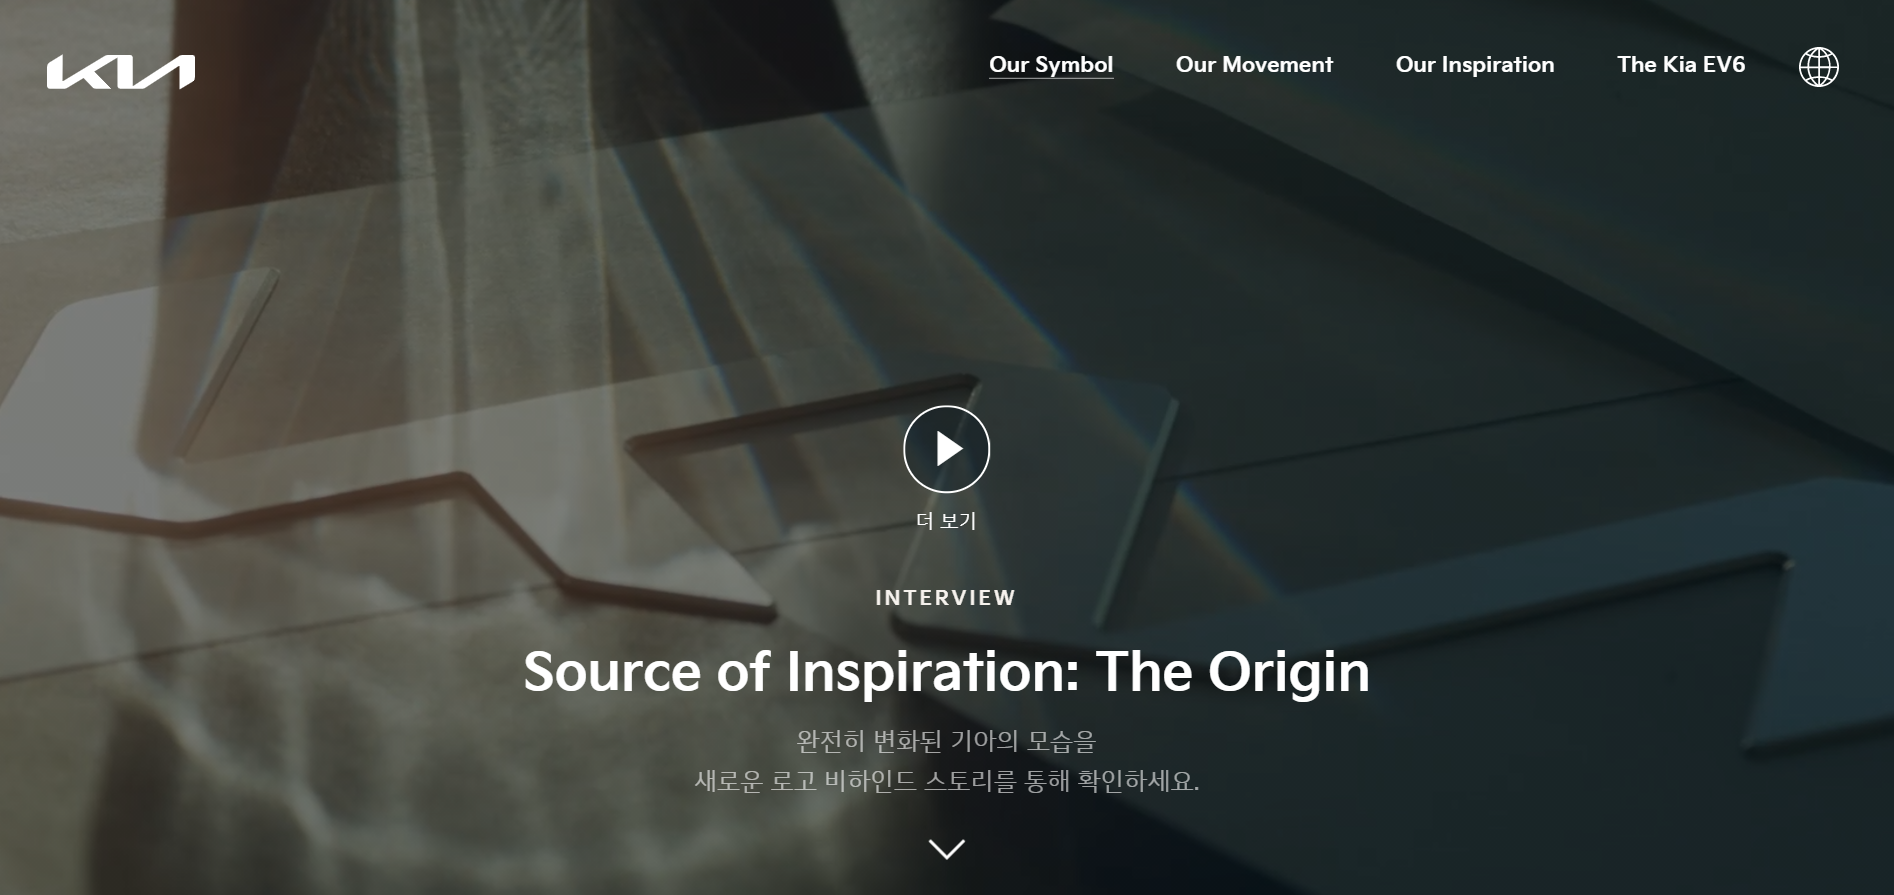 KIA
Our Symbol
Our Movement
Our Inspiration
The Kia EV6
더 보기
INTERVIEW
Source of Inspiration: The Origin
완전히 변화된 기아의 모습을
새로운 로고 비하인드 스토리를 통해 확인하세요.